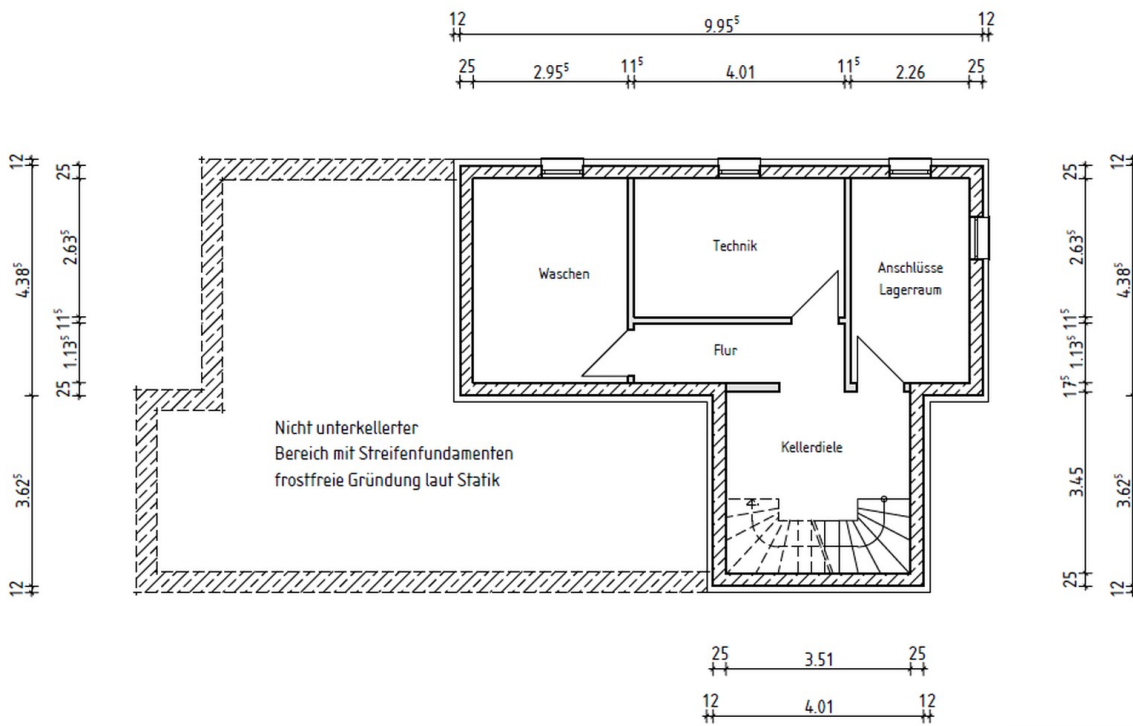 12 9.95⁵ 12
25 2.95⁵ 11⁵ 4.01 11⁵ 2.26 25
12
4.38⁵
3.62⁵
12
25
2.63⁵
11⁵
1.13⁵
25
Waschen
Technik
Anschlüsse
Lagerraum
Flur
Kellerdiele
Nicht unterkellerter
Bereich mit Streifenfundamenten
frostfreie Gründung laut Statik
25
2.63⁵
11⁵
1.13⁵
17⁵
3.45
25
12
4.38⁵
3.62⁵
12
25 3.51 25
12 4.01 12